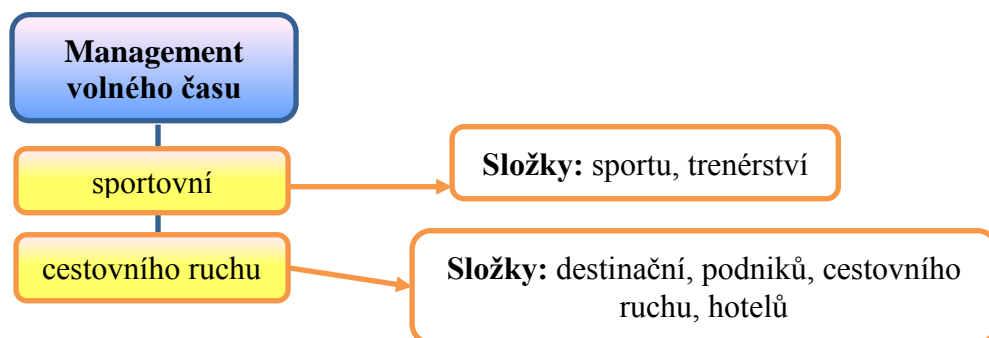 Management
volného času
sportovní
Složky: sportu, trenérství
cestovního ruchu
Složky: destinační, podniků, cestovního
ruchu, hotelů